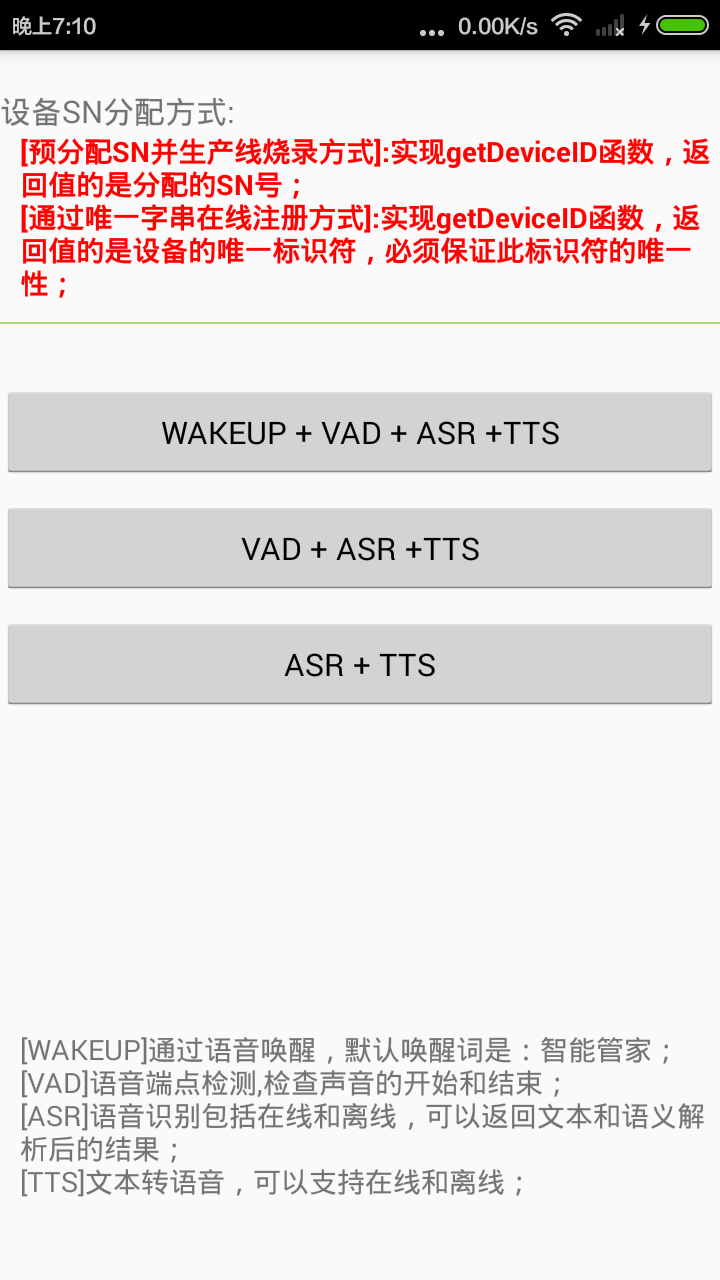 晚上7:10 ... 0.00K/s
设备SN分配方式:
[预分配SN并生产线烧录方式]:实现getDeviceID函数，返
回值的是分配的SN号；
[通过唯一字串在线注册方式]:实现getDeviceID函数，返
回值的是设备的唯一标识符，必须保证此标识符的唯一
性；
WAKEUP + VAD + ASR +TTS
VAD + ASR +TTS
ASR + TTS
[WAKEUP]通过语音唤醒，默认唤醒词是：智能管家；
[VAD]语音端点检测,检查声音的开始和结束；
[ASR]语音识别包括在线和离线，可以返回文本和语义解
析后的结果；
[TTS]文本转语音，可以支持在线和离线；